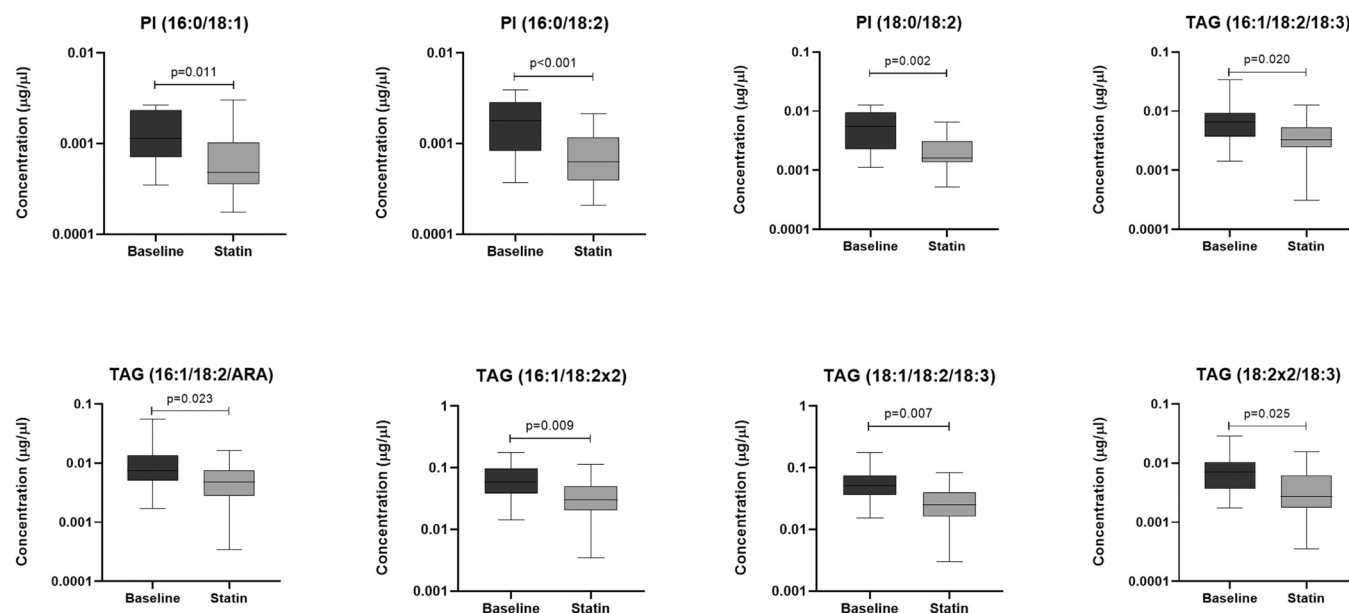 PI (16:0/18:1)
0.01
p=0.011
Concentration (µg/µl)
0.001
0.0001
Baseline
Statin
PI (16:0/18:2)
0.01
p<0.001
Concentration (µg/µl)
0.001
0.0001
Baseline
Statin
PI (18:0/18:2)
0.1
p=0.002
Concentration (µg/µl)
0.01
0.001
0.0001
Baseline
Statin
TAG (16:1/18:2/18:3)
0.1
p=0.020
Concentration (µg/µl)
0.01
0.001
0.0001
Baseline
Statin
TAG (16:1/18:2/ARA)
0.1
p=0.023
Concentration (µg/µl)
0.01
0.001
0.0001
Baseline
Statin
TAG (16:1/18:2x2)
1
p=0.009
Concentration (µg/µl)
0.1
0.01
0.001
Baseline
Statin
TAG (18:1/18:2/18:3)
1
p=0.007
Concentration (µg/µl)
0.1
0.01
0.001
Baseline
Statin
TAG (18:2x2/18:3)
0.1
p=0.025
Concentration (µg/µl)
0.01
0.001
0.0001
Baseline
Statin